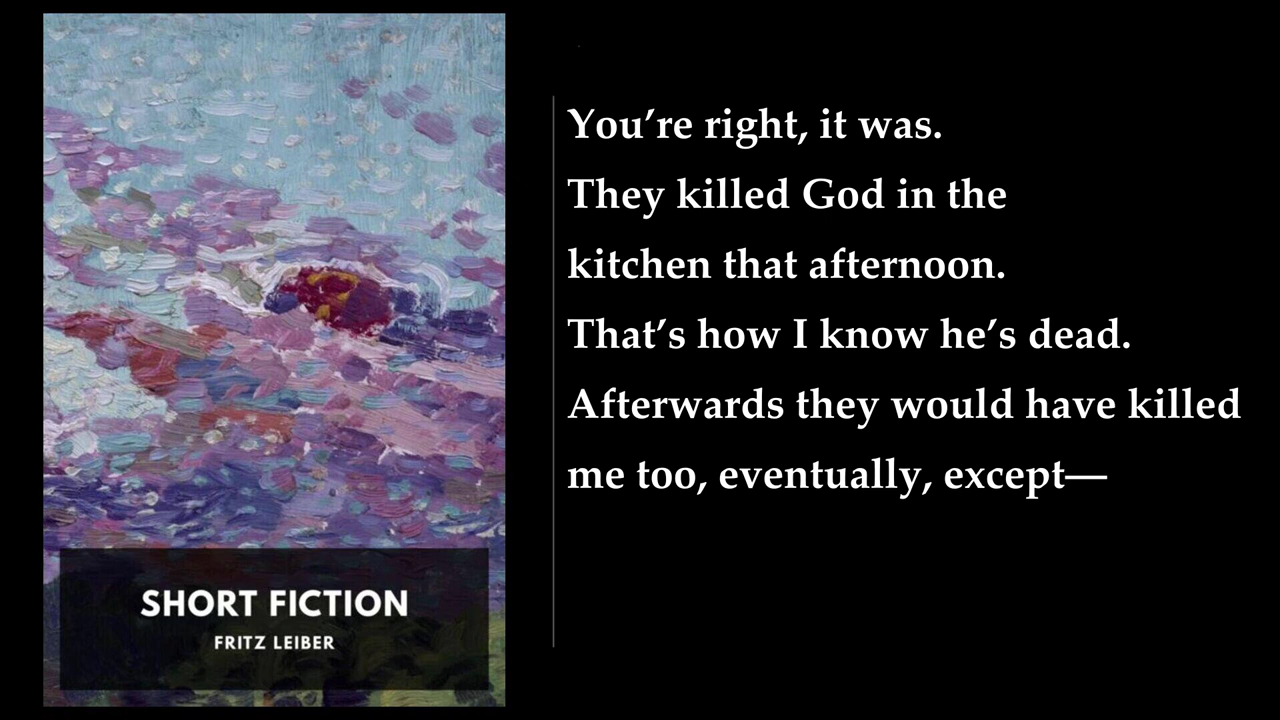 SHORT FICTION
FRITZ LEIBER
You’re right, it was.
They killed God in the
kitchen that afternoon.
That’s how I know he’s dead.
Afterwards they would have killed
me too, eventually, except—